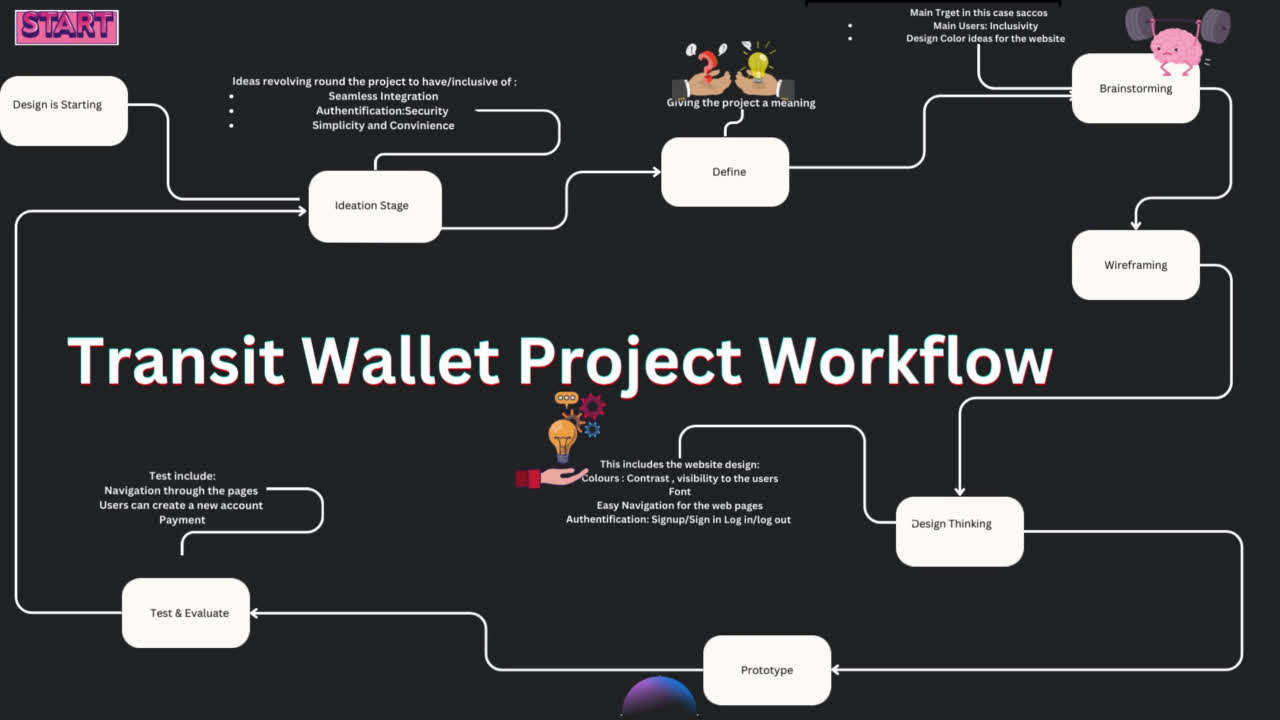 START
Main Trget in this case saccos
Main Users: Inclusivity
Design Color ideas for the website
Design is Starting
Ideas revolving round the project to have/inclusive of :
Seamless Integration
Authentification:Security
Simplicity and Convinience
Giving the project a meaning
Brainstorming
Define
Ideation Stage
Wireframing
Transit Wallet Project Workflow
Test include:
Navigation through the pages
Users can create a new account
Payment
This includes the website design:
Colours : Contrast , visibility to the users
Font
Easy Navigation for the web pages
Authentification: Signup/Sign in Log in/log out
Design Thinking
Test & Evaluate
Prototype